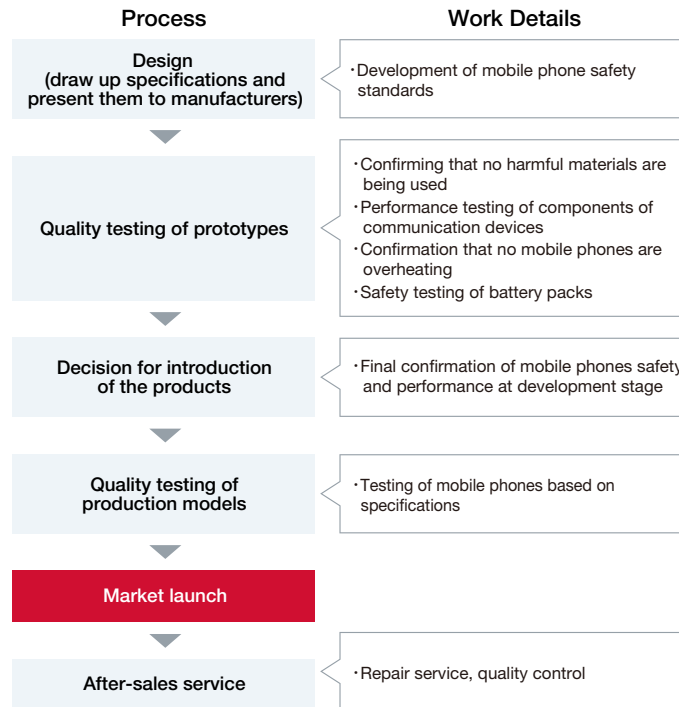 Process
Work Details
Design
(draw up specifications and
present them to manufacturers)
・Development of mobile phone safety
standards
Quality testing of prototypes
・Confirming that no harmful materials are
being used
・Performance testing of components of
communication devices
・Confirmation that no mobile phones are
overheating
・Safety testing of battery packs
Decision for introduction
of the products
・Final confirmation of mobile phones safety
and performance at development stage
Quality testing of
production models
・Testing of mobile phones based on
specifications
Market launch
After-sales service
・Repair service, quality control